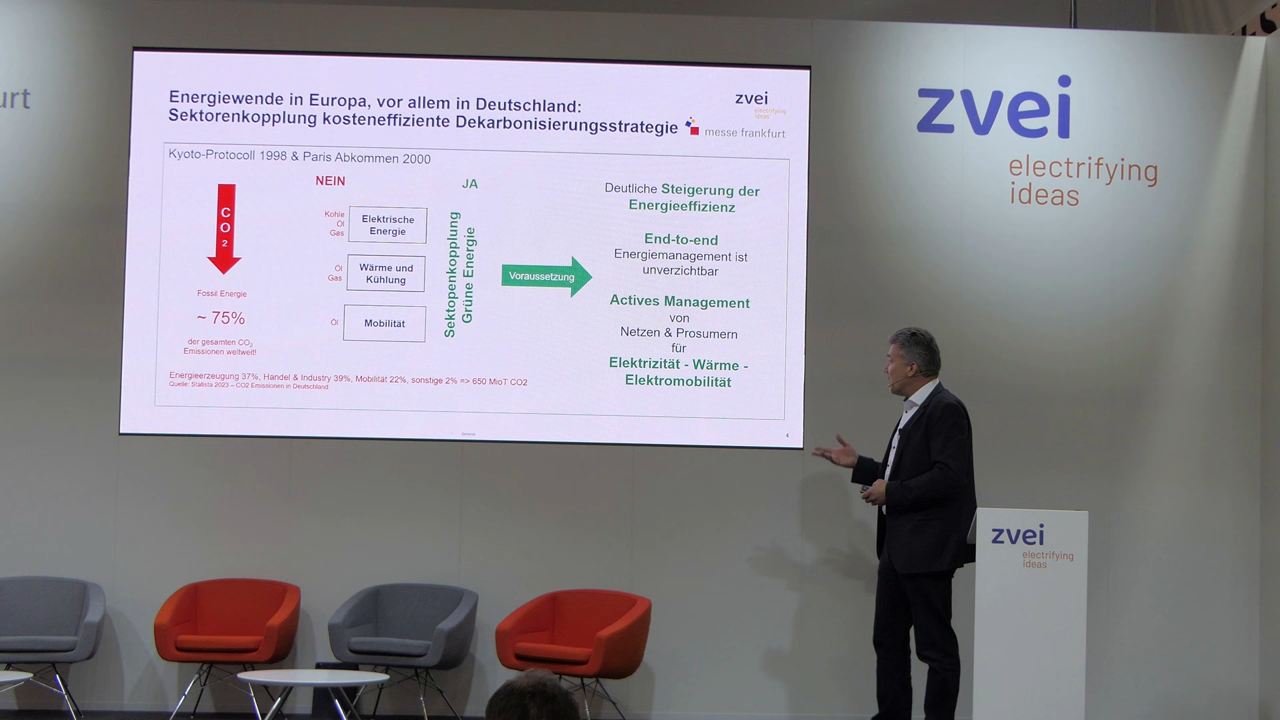 urt
Energiewende in Europa, vor allem in Deutschland:
Sektorenkopplung kosteneffiziente Dekarbonisierungsstrategie
zvei
electrifying
ideas
messe frankfurt
Kyoto-Protocoll 1998 & Paris Abkommen 2000
CO2
Fossil Energie
~ 75%
der gesamten CO2
Emissionen weltweit!
NEIN
Kohle
Öl
Gas
Elektrische
Energie
Öl
Gas
Wärme und
Kühlung
Öl
Mobilität
JA
Sektopenkopplung
Grüne Energie
Voraussetzung
Deutliche Steigerung der
Energieeffizienz
End-to-end
Energiemanagement ist
unverzichtbar
Actives Management
von
Netzen & Prosumern
für
Elektrizität - Wärme -
Elektromobilität
Energieerzeugung 37%, Handel & Industry 39%, Mobilität 22%, sonstige 2% => 650 MioT CO2
Quelle: Statista 2023 – CO2 Emissionen in Deutschland
4
zvei
electrifying
ideas
zvei
electrifying
ideas